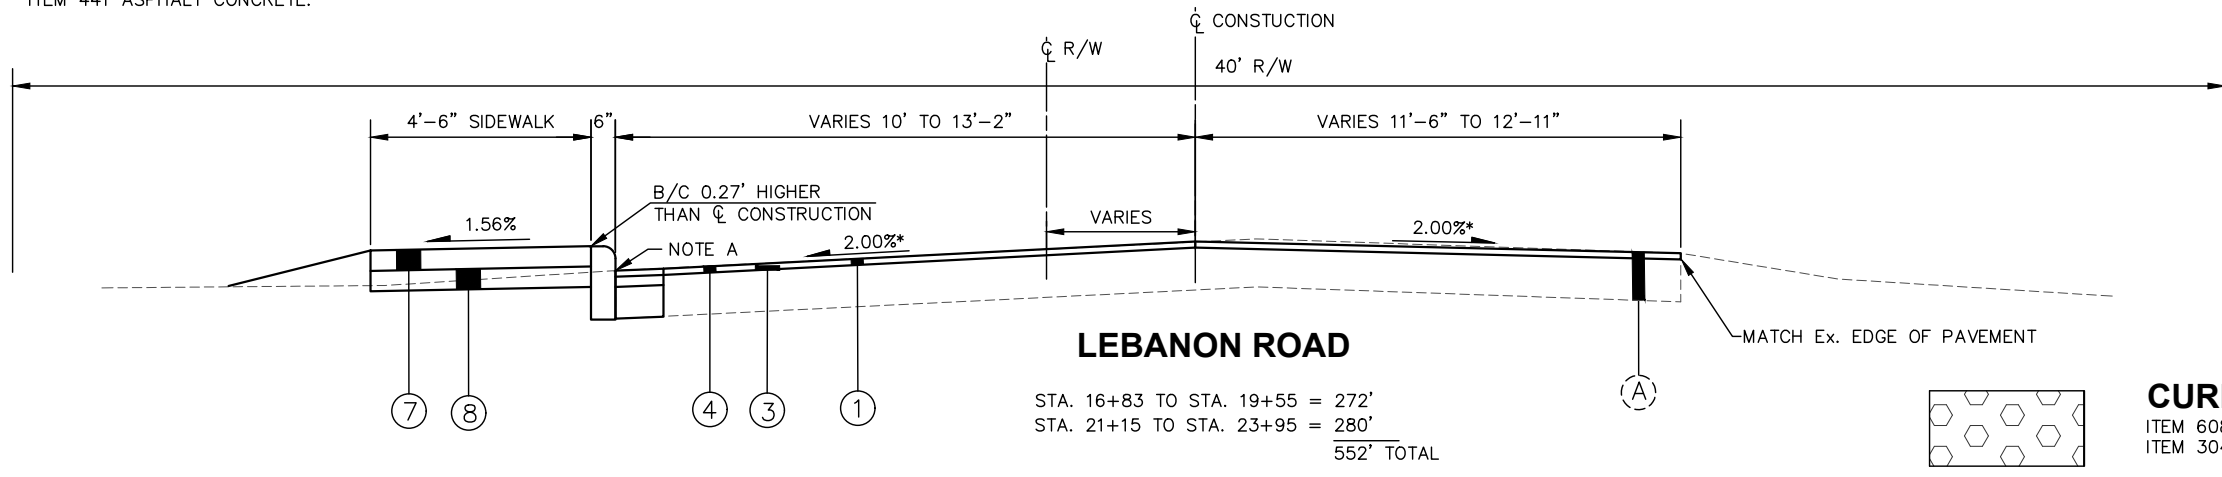 ITEM 441 ASPHALT CONCRETE.
℄ CONSTUCTION
℄ R/W
40' R/W
4'-6" SIDEWALK
6"
VARIES 10' TO 13'-2"
VARIES 11'-6" TO 12'-11"
B/C 0.27' HIGHER
THAN ℄ CONSTRUCTION
1.56%
NOTE A
2.00%*
VARIES
2.00%*
MATCH Ex. EDGE OF PAVEMENT
LEBANON ROAD
7
8
4
3
1
A
STA. 16+83 TO STA. 19+55 = 272'
STA. 21+15 TO STA. 23+95 = 280'
552' TOTAL
ITEM
ITEM